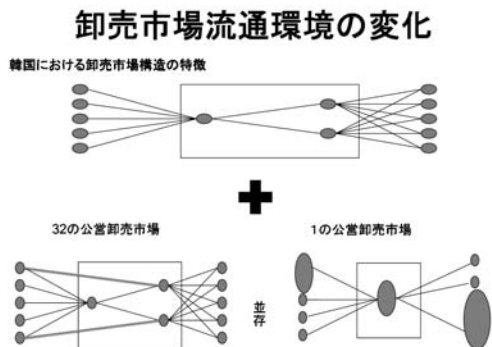 卸売市場流通環境の変化
韓国における卸売市場構造の特徴
32の公営卸売市場
1の公営卸売市場
並存